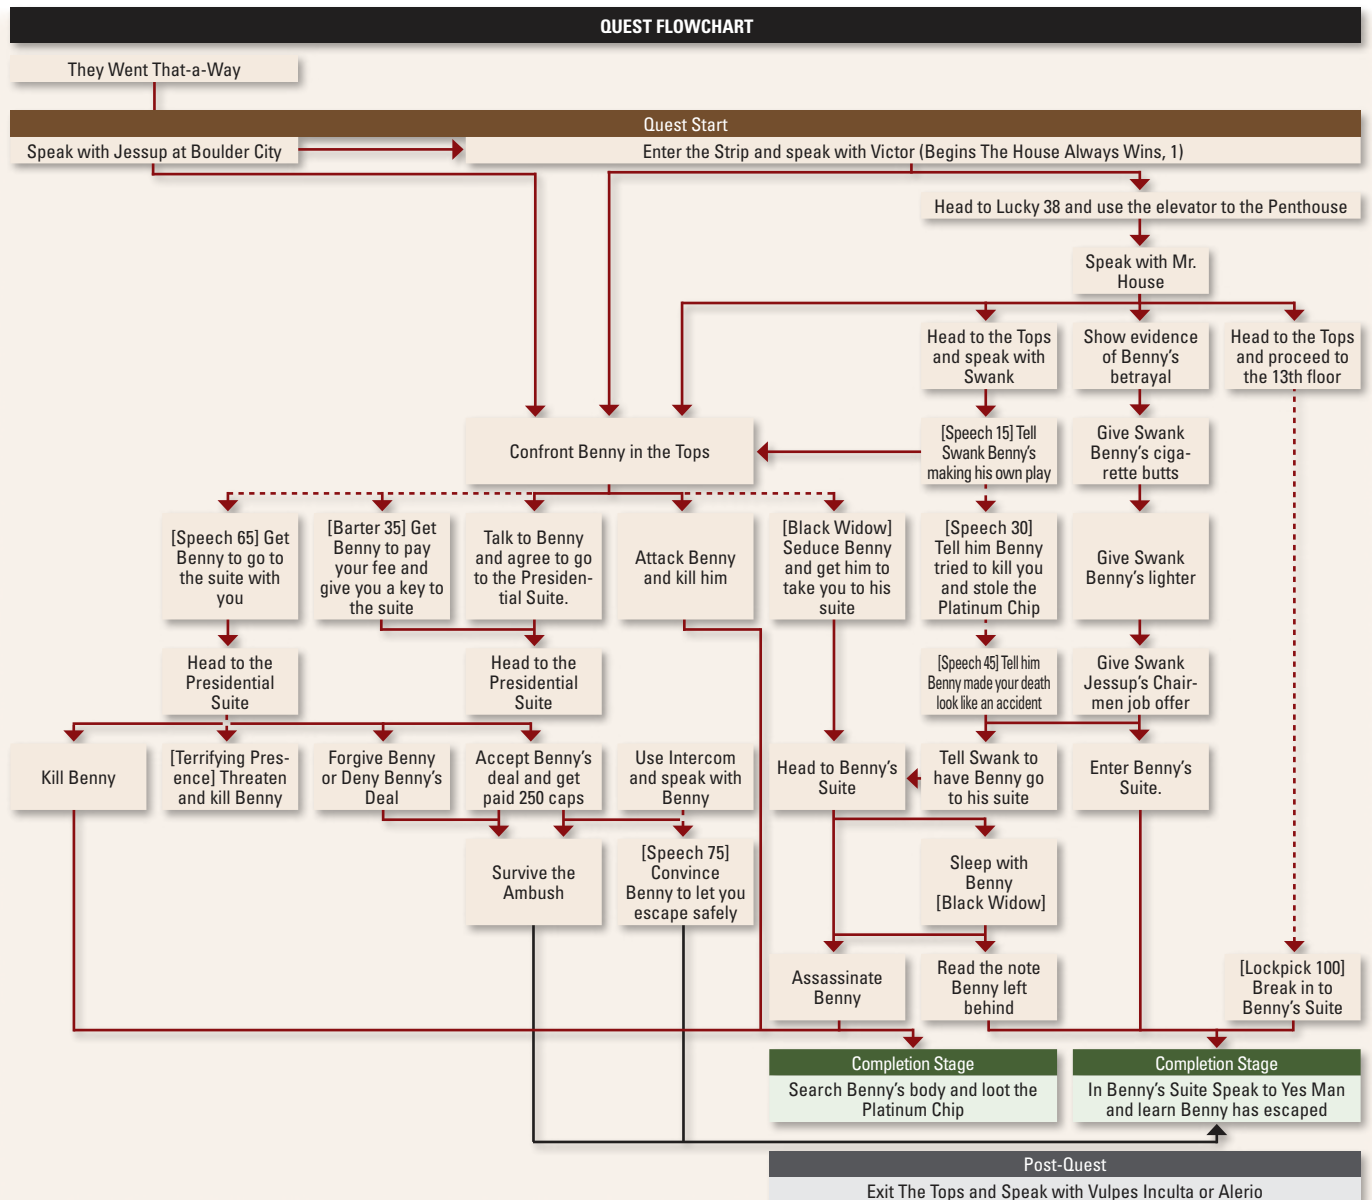 QUEST FLOWCHART
They Went That-a-Way
Quest Start
Speak with Jessup at Boulder City
Enter the Strip and speak with Victor (Begins The House Always Wins, 1)
Head to Lucky 38 and use the elevator to the Penthouse
Speak with Mr.
House
Head to the Tops
and speak with
Swank
Show evidence
of Benny's
betrayal
Head to the Tops
and proceed to
the 13th floor
Confront Benny in the Tops
[Speech 15] Tell
Swank Benny's
making his own play
Give Swank
Benny's ciga-
rette butts
[Speech 65] Get
Benny to go to
the suite with
you
[Barter 35] Get
Benny to pay
your fee and
give you a key to
the suite
Talk to Benny
and agree to go
to the Presiden-
tial Suite.
Attack Benny
and kill him
[Black Widow]
Seduce Benny
and get him to
take you to his
suite
[Speech 30]
Tell him Benny
tried to kill you
and stole the
Platinum Chip
Give Swank
Benny's lighter
Head to the
Presidential
Suite
Head to the
Presidential
Suite
[Speech 45] Tell him
Benny made your death
look like an accident
Give Swank
Jessup's Chair-
men job offer
Kill Benny
[Terrifying Pres-
ence] Threaten
and kill Benny
Forgive Benny
or Deny Benny's
Deal
Accept Benny's
deal and get
paid 250 caps
Use Intercom
and speak with
Benny
Head to Benny's
Suite
Tell Swank to
have Benny go
to his suite
Enter Benny's
Suite.
Survive the
Ambush
[Speech 75]
Convince
Benny to let you
escape safely
Sleep with
Benny
[Black Widow]
Assassinate
Benny
Read the note
Benny left
behind
[Lockpick 100]
Break in to
Benny's Suite
Completion Stage
Search Benny's body and loot the
Platinum Chip
Completion Stage
In Benny's Suite Speak to Yes Man
and learn Benny has escaped
Post-Quest
Exit The Tops and Speak with Vulpes Inculta or Alerio